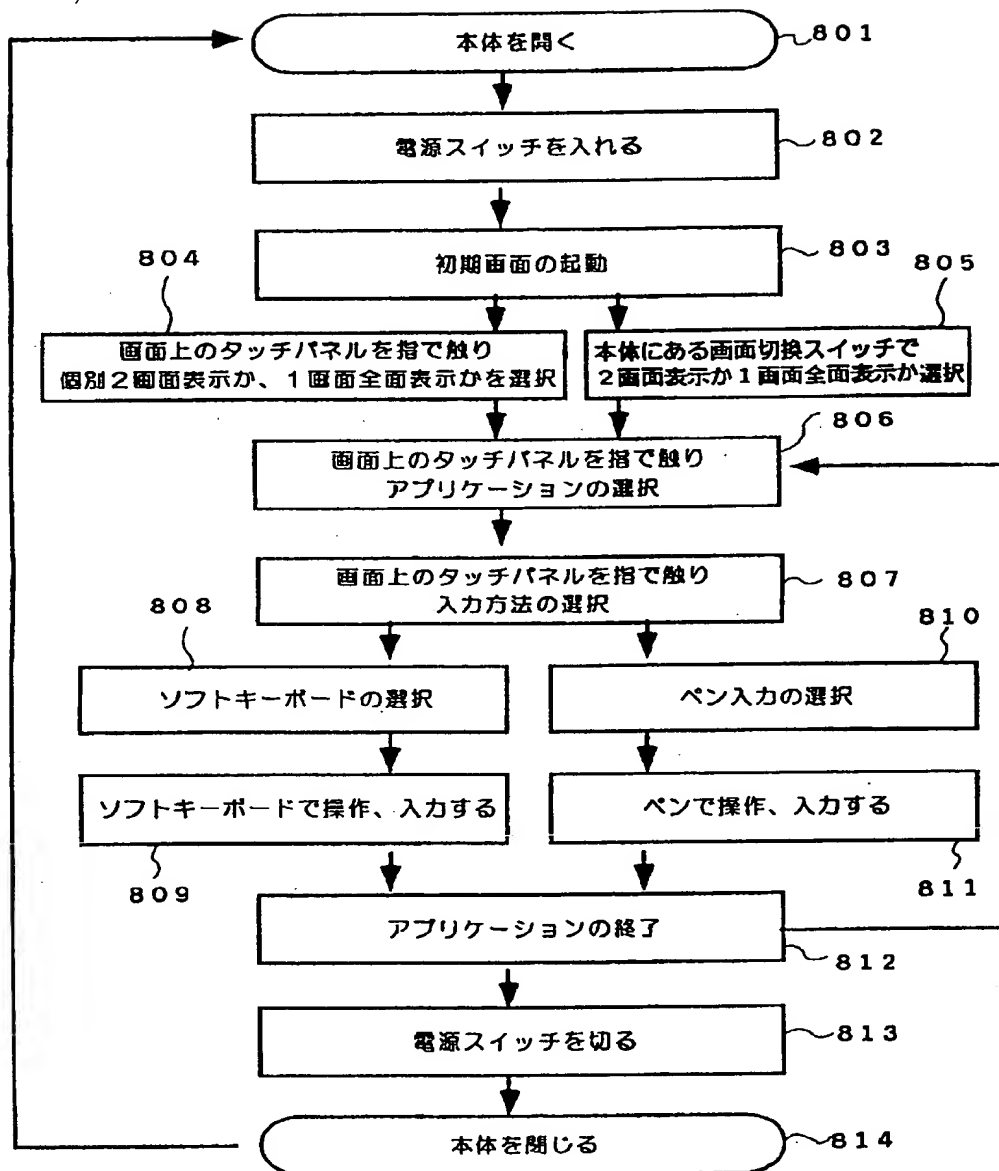 本体を開く
８０１
電源スイッチを入れる
８０２
初期画面の起動
８０３
８０４
８０５
画面上のタッチパネルを指で触り
個別２画面表示か、１画面全面表示かを選択
本体にある画面切換スイッチで
２画面表示か１画面全面表示か選択
８０６
画面上のタッチパネルを指で触り
アプリケーションの選択
画面上のタッチパネルを指で触り
入力方法の選択
８０７
８０８
８１０
ソフトキーボードの選択
ペン入力の選択
ソフトキーボードで操作、入力する
ペンで操作、入力する
８０９
８１１
アプリケーションの終了
８１２
電源スイッチを切る
８１３
本体を閉じる
８１４